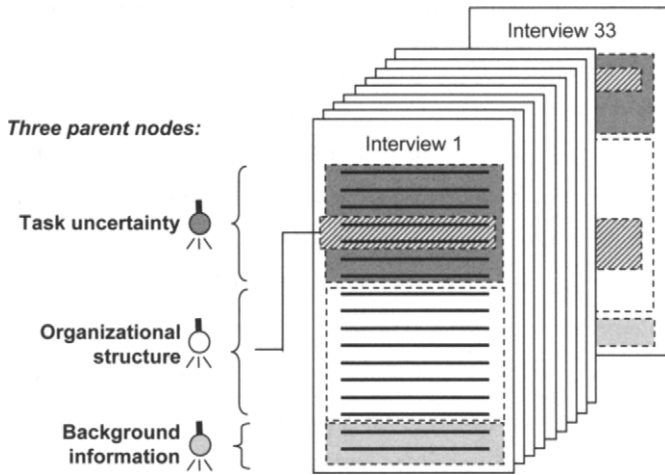 Interview 33
Three parent nodes:
Interview 1
Task uncertainty
Organizational
structure
Background
information